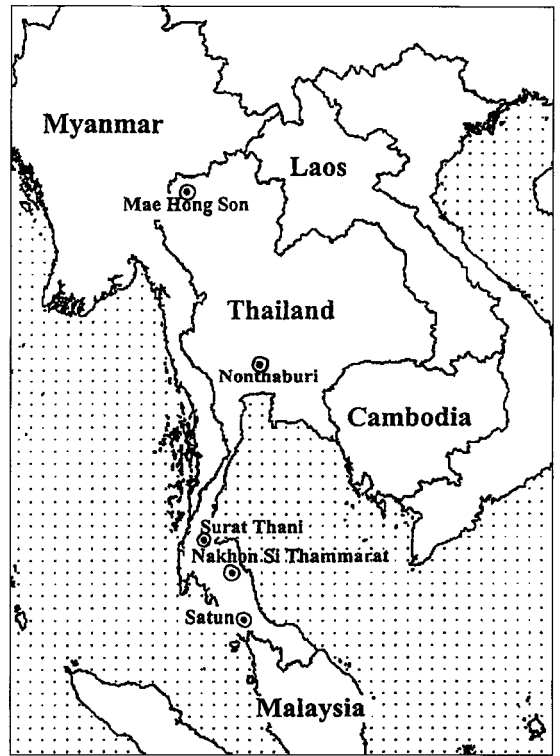 Myanmar
Laos
Mae Hong Son
Thailand
Nonthaburi
Cambodia
Surat Thani
Nakhon Si Thammarat
Satun
Malaysia